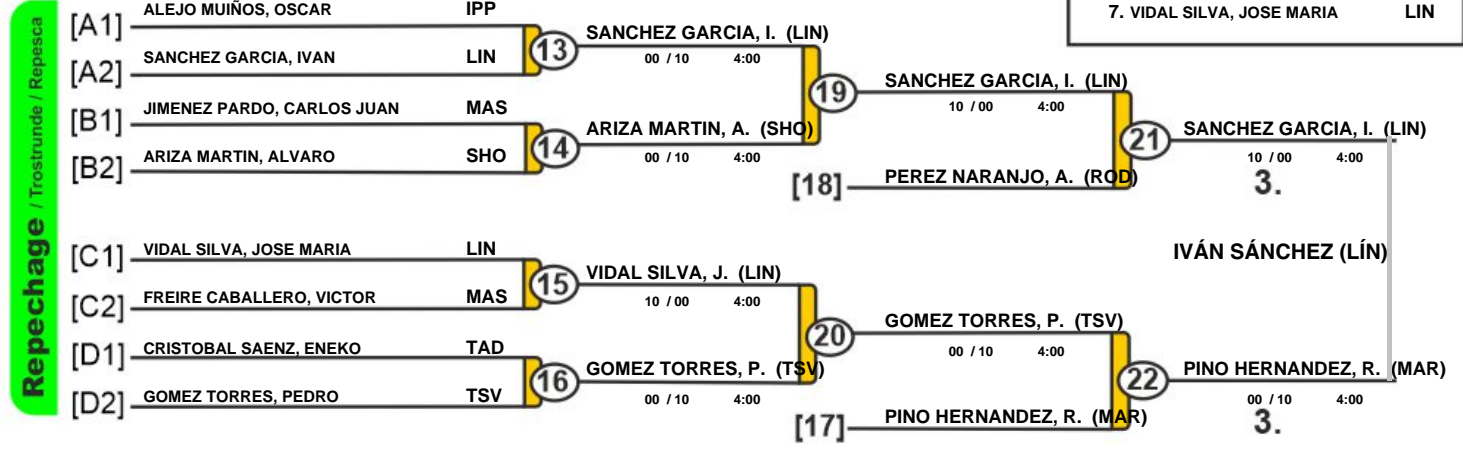 Repechage / Trostrunde / Repesca
7. VIDAL SILVA, JOSE MARIA LIN
[A1] ALEJO MUIÑOS, OSCAR IPP
[A2] SANCHEZ GARCIA, IVAN LIN
13 SANCHEZ GARCIA, I. (LIN)
00 / 10 4:00
[B1] JIMENEZ PARDO, CARLOS JUAN MAS
[B2] ARIZA MARTIN, ALVARO SHO
14 ARIZA MARTIN, A. (SHO)
00 / 10 4:00
19 SANCHEZ GARCIA, I. (LIN)
10 / 00 4:00
[18] PEREZ NARANJO, A. (ROD)
21 SANCHEZ GARCIA, I. (LIN)
10 / 00 4:00
3.
IVÁN SÁNCHEZ (LÍN)
[C1] VIDAL SILVA, JOSE MARIA LIN
[C2] FREIRE CABALLERO, VICTOR MAS
15 VIDAL SILVA, J. (LIN)
10 / 00 4:00
[D1] CRISTOBAL SAENZ, ENEKO TAD
[D2] GOMEZ TORRES, PEDRO TSV
16 GOMEZ TORRES, P. (TSV)
00 / 10 4:00
20 GOMEZ TORRES, P. (TSV)
00 / 10 4:00
[17] PINO HERNANDEZ, R. (MAR)
22 PINO HERNANDEZ, R. (MAR)
00 / 10 4:00
3.